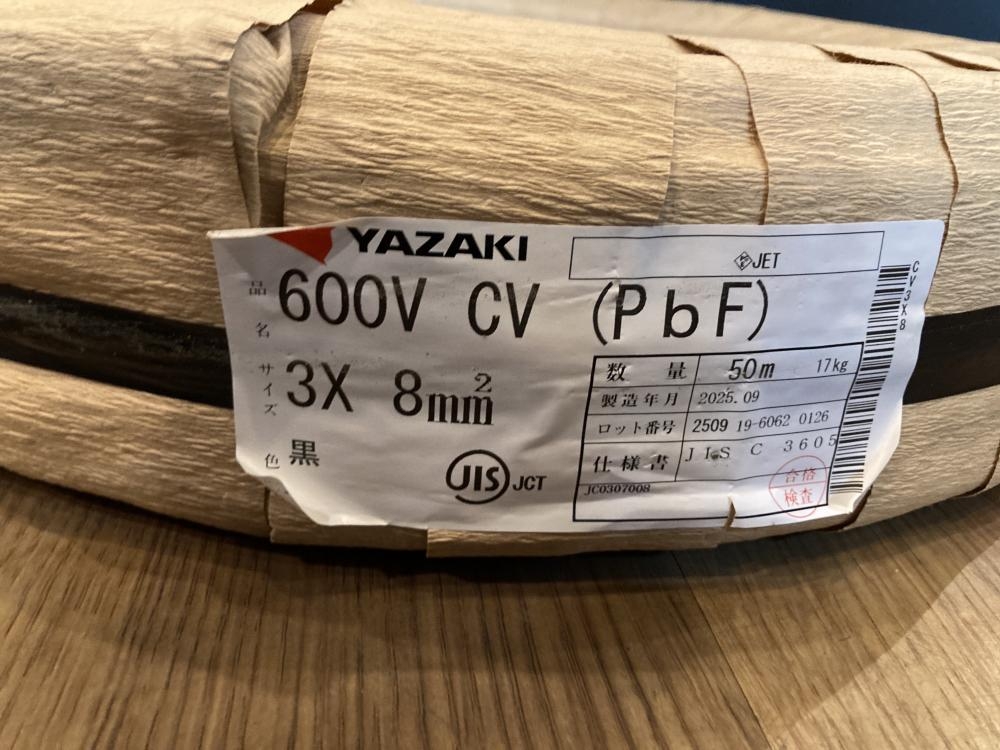 YAZAKI
JET
品名 600V CV (PbF)
サイズ 3X 8mm²
色 黒
JIS JCT
数量 50m 17kg
製造年月 2025.09
ロット番号 2509 19-6062 0126
仕様書 JIS C 3605
JC0307008
合格
検査
CV3X8